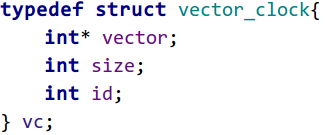 typedef struct vector_clock{
    int* vector;
    int size;
    int id;
} vc;